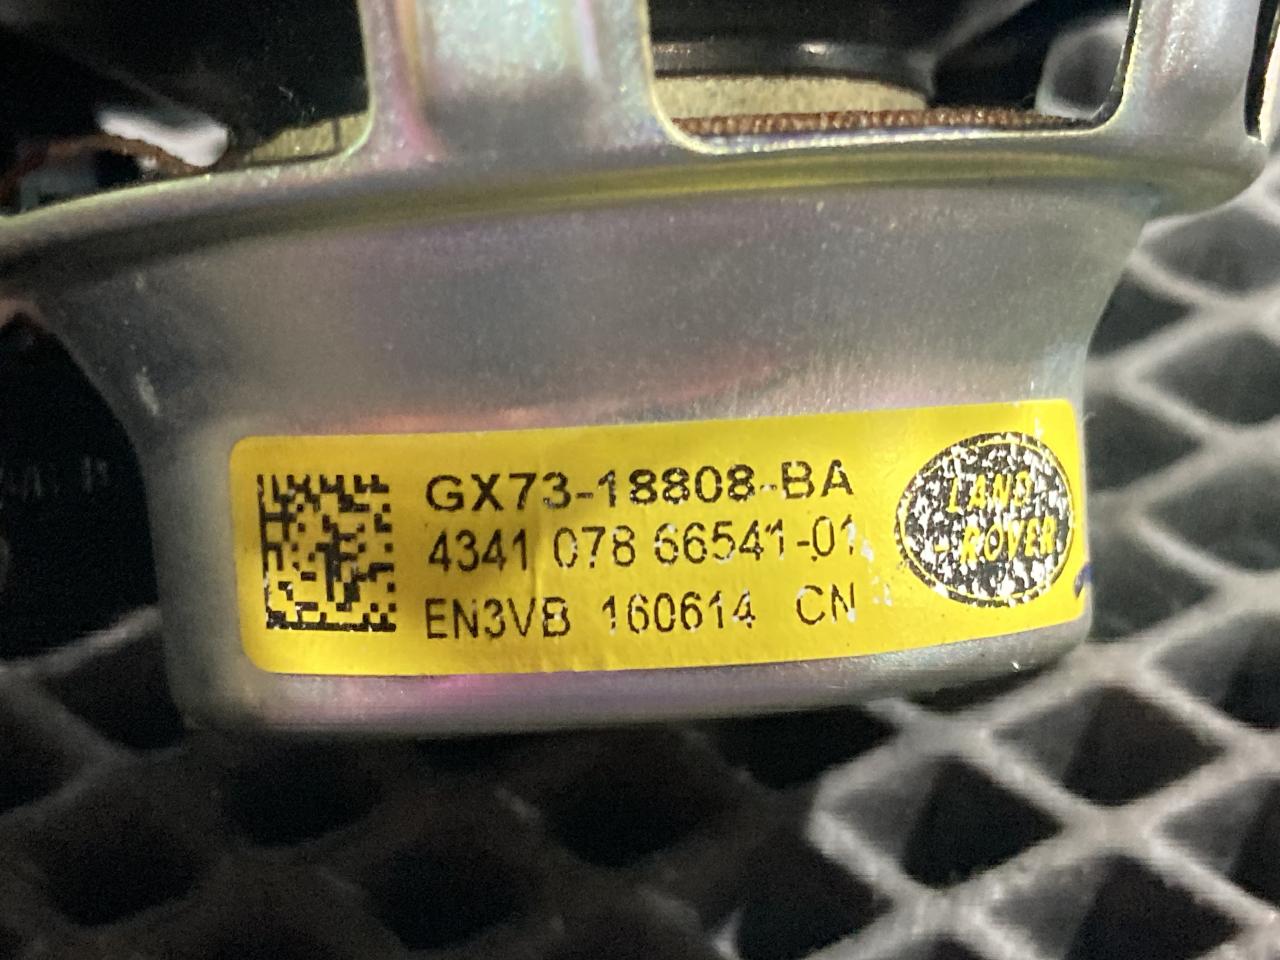 GX73-18808-BA
4341 078 66541-01
EN3VB 160614 CN
LAND
-ROVER